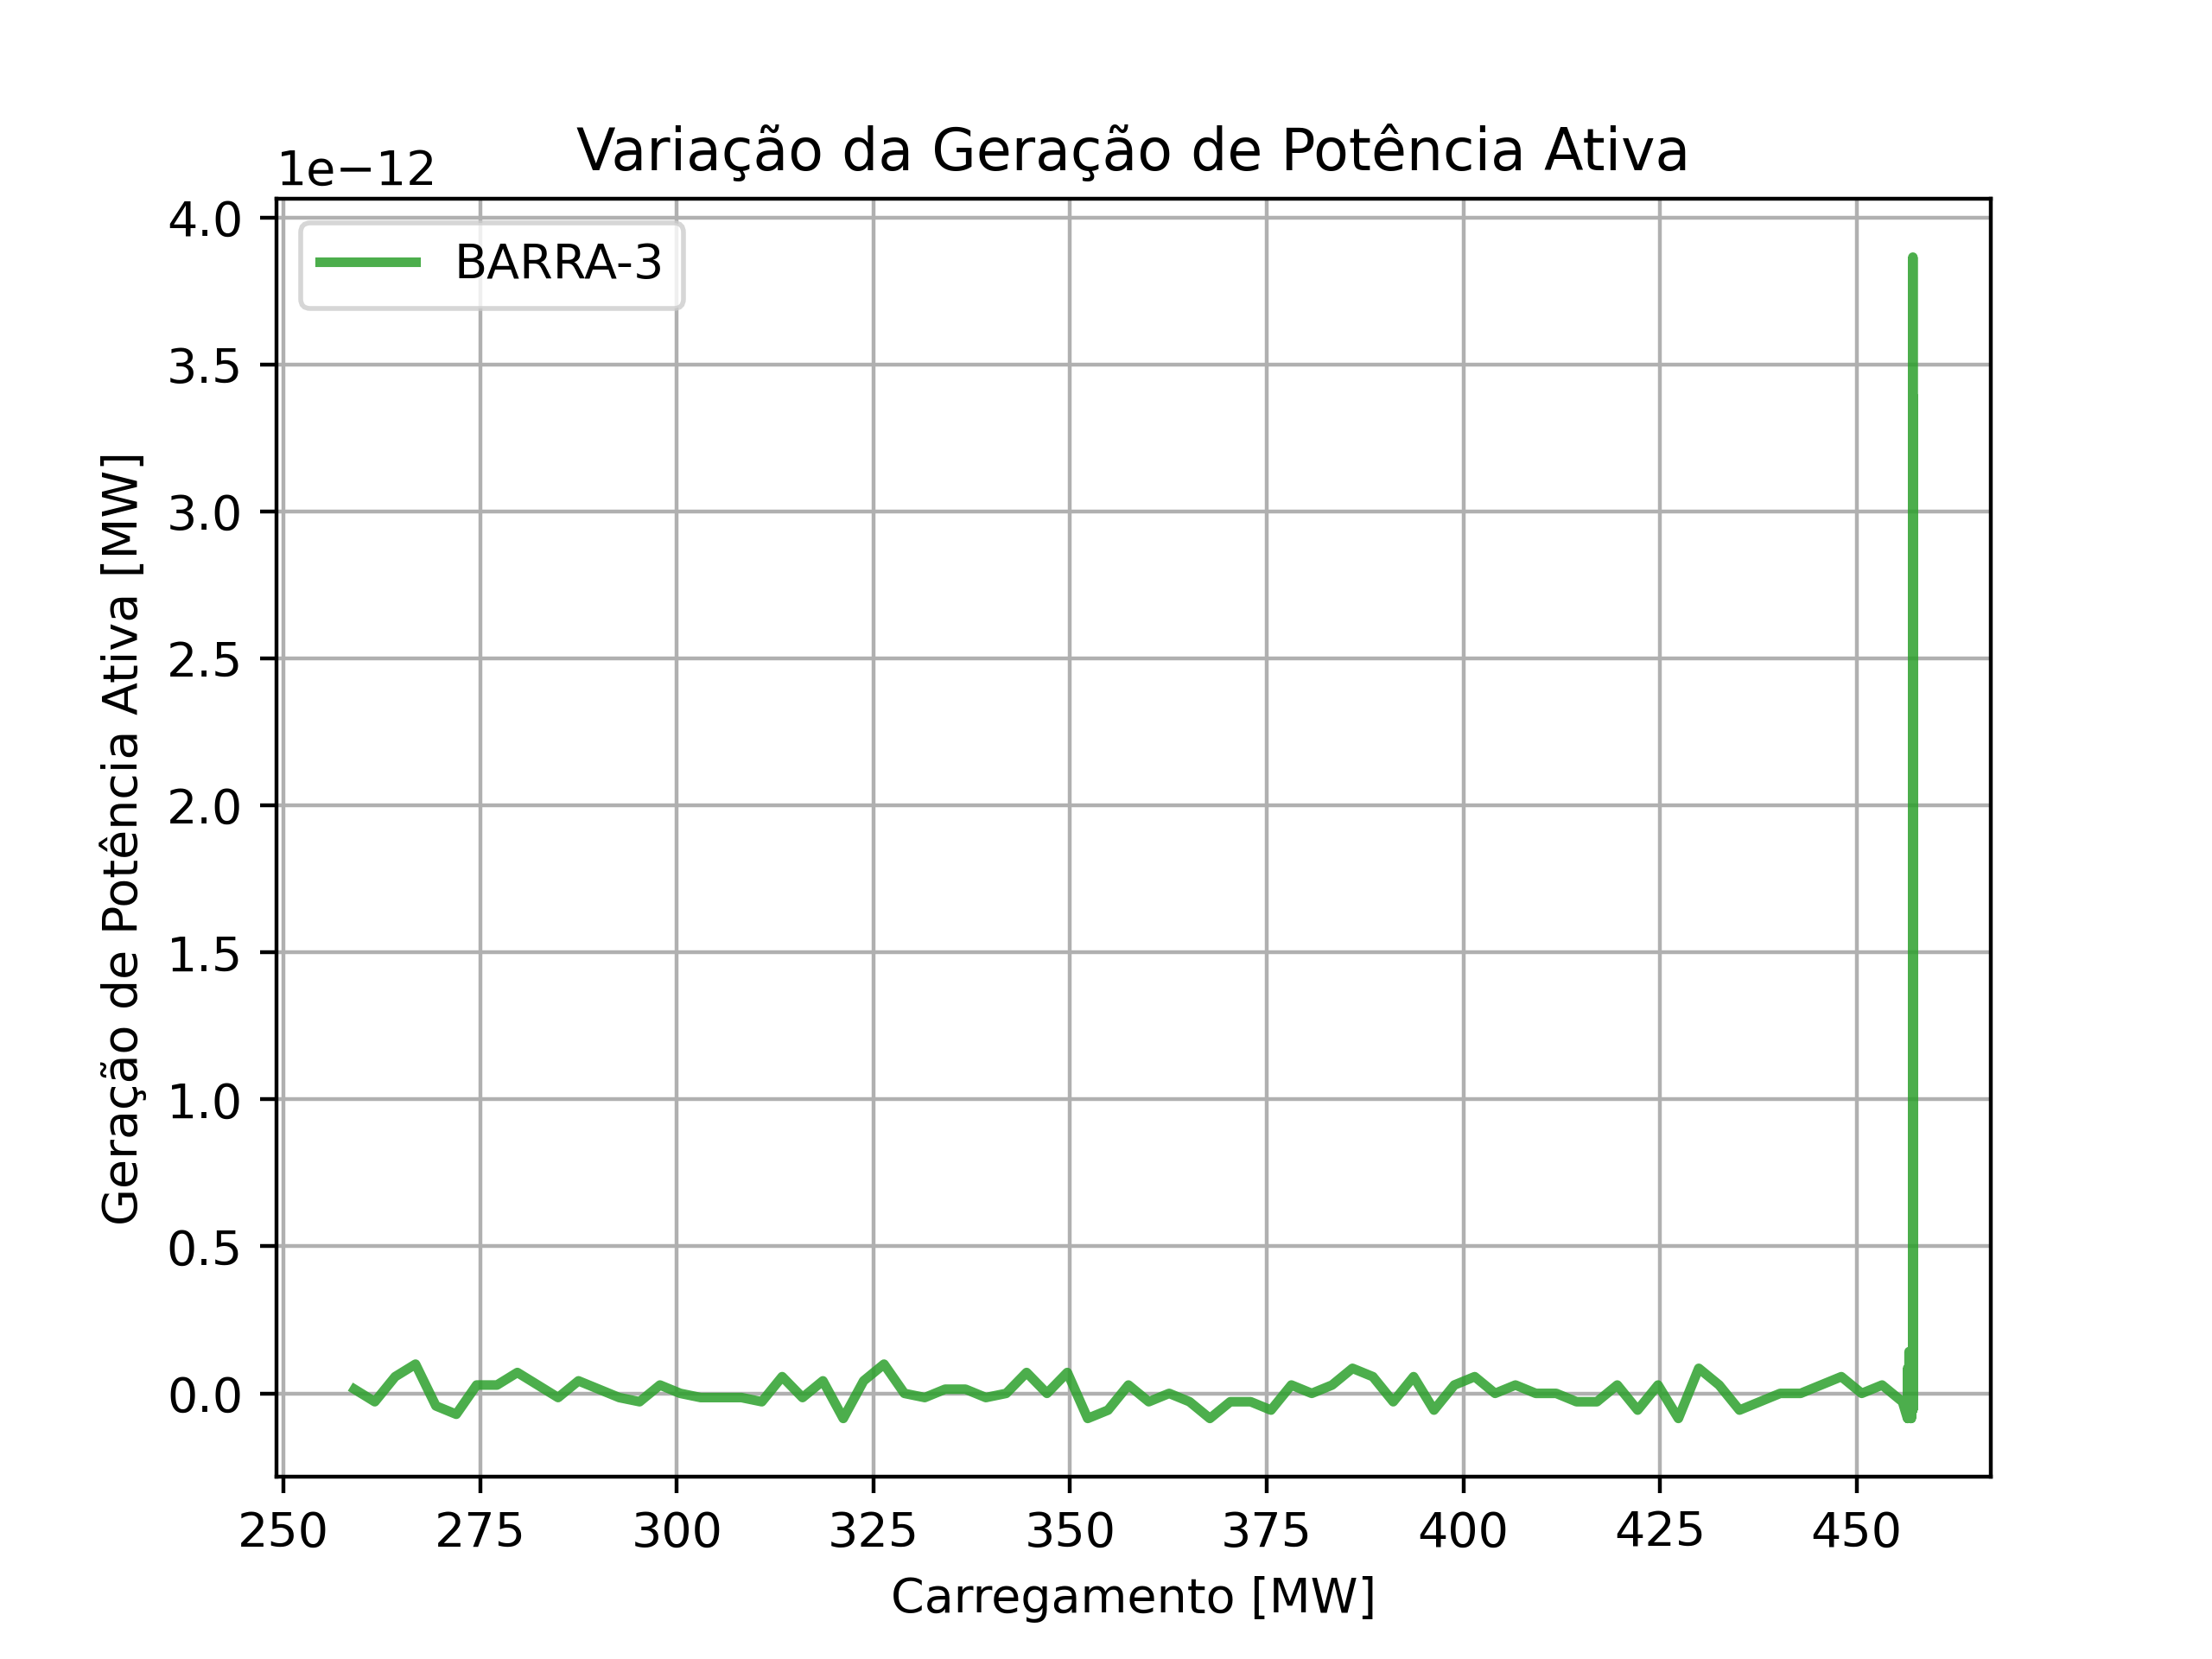 Variação da Geração de Potência Ativa
1e−12
4.0
3.5
3.0
2.5
2.0
1.5
1.0
0.5
0.0
Geração de Potência Ativa [MW]
BARRA-3
250 275 300 325 350 375 400 425 450
Carregamento [MW]